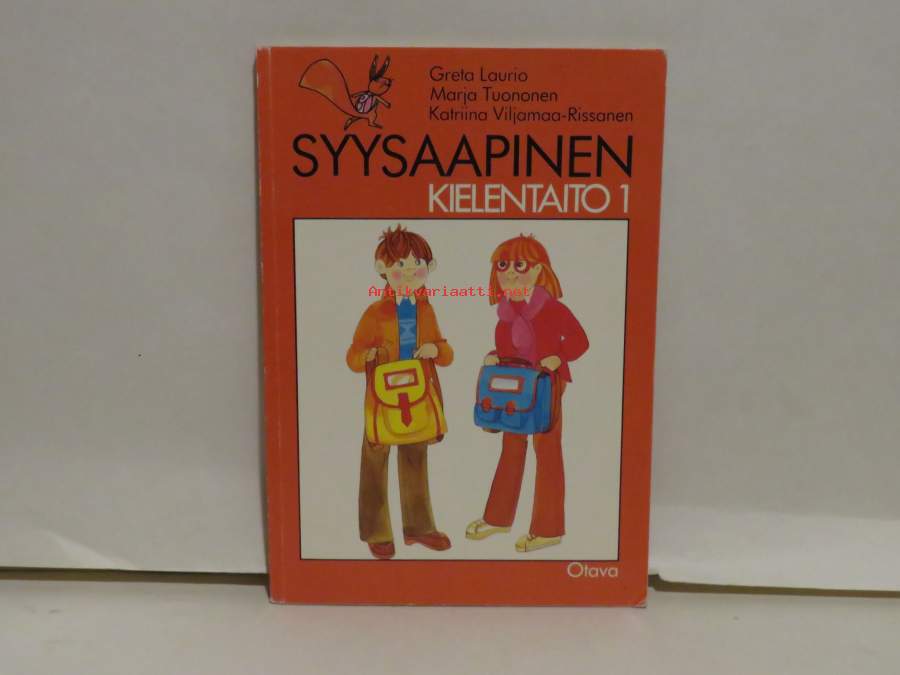 Greta Laurio
Marja Tuononen
Katriina Viljamaa-Rissanen
SYYSAAPINEN
KIELENTAITO 1
Antikvariaatti.net
Otava